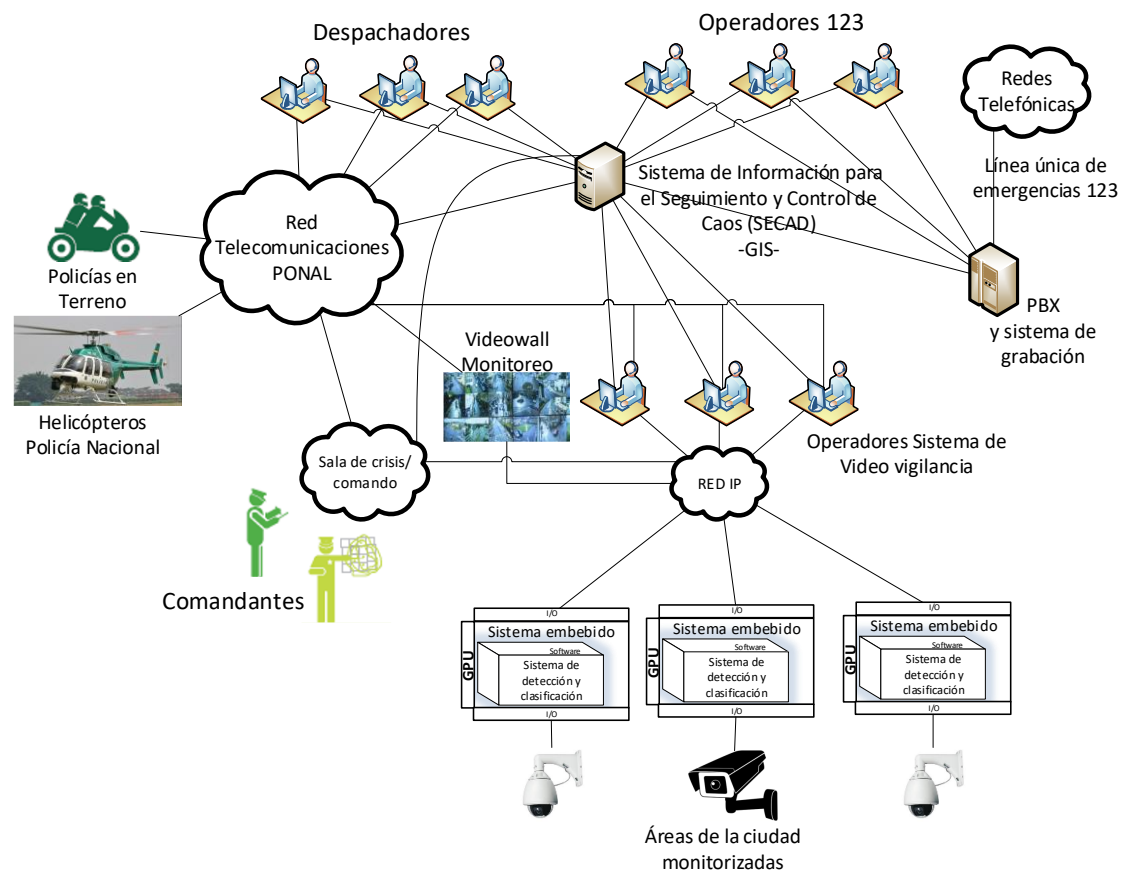 Despachadores
Operadores 123
Redes
Telefónicas
Línea única de
emergencias 123
Sistema de Información para
el Seguimiento y Control de
Caos (SECAD)
-GIS-
Red
Telecomunicaciones
PONAL
Policías en
Terreno
PBX
y sistema de
grabación
Videowall
Monitoreo
Helicópteros
Policía Nacional
Operadores Sistema de
Video vigilancia
Sala de crisis/
comando
RED IP
Comandantes
I/O
Sistema embebido
GPU
Software
Sistema de
detección y
clasificación
I/O
I/O
Sistema embebido
GPU
Software
Sistema de
detección y
clasificación
I/O
I/O
Sistema embebido
GPU
Software
Sistema de
detección y
clasificación
I/O
Áreas de la ciudad
monitorizadas